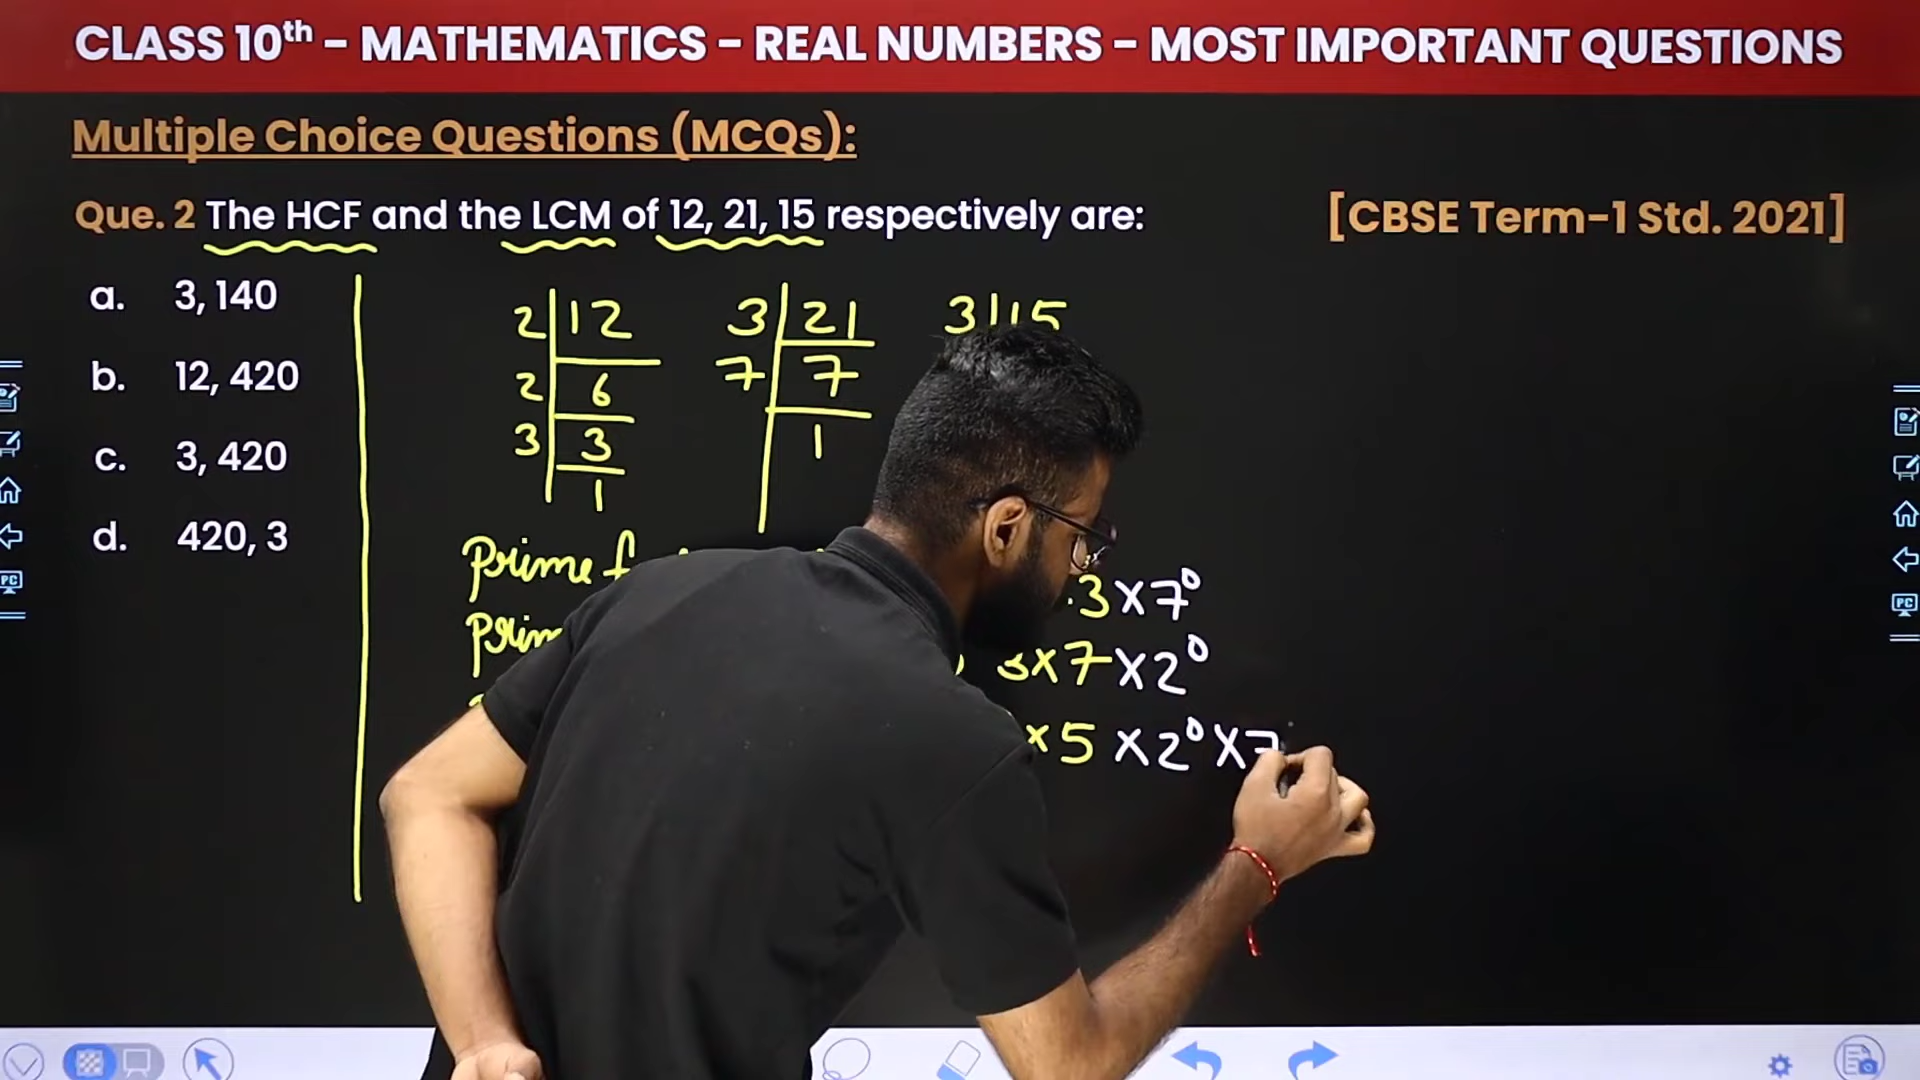 CLASS 10th – MATHEMATICS – REAL NUMBERS – MOST IMPORTANT QUESTIONS
Multiple Choice Questions (MCQs):
Que. 2 The HCF and the LCM of 12, 21, 15 respectively are: [CBSE Term-1 Std. 2021]
a. 3, 140
b. 12, 420
c. 3, 420
d. 420, 3
2 12
2 6
3 3
1
3 21
7 7
1
3 15
prime
3×7⁰
3×7×2⁰
×5×2⁰×7
PC
PC